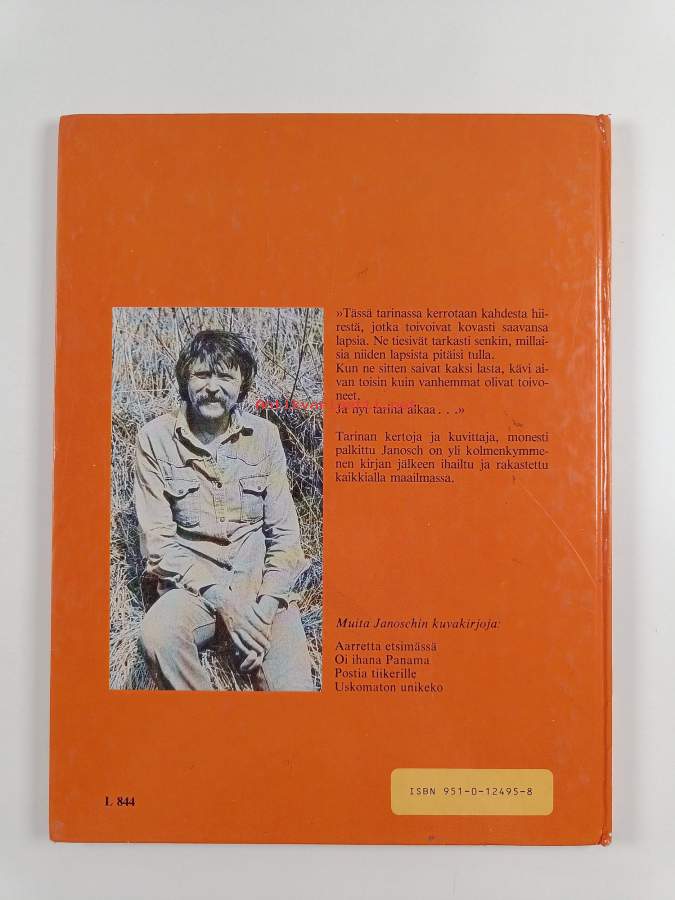 »Tässä tarinassa kerrotaan kahdesta hii-
restä, jotka toivoivat kovasti saavansa
lapsia. Ne tiesivät tarkasti senkin, millai-
sia niiden lapsista pitäisi tulla.
Kun ne sitten saivat kaksi lasta, kävi ai-
van toisin kuin vanhemmat olivat toivo-
neet.
Ja nyt tarina alkaa . . .»
Tarinan kertoja ja kuvittaja, monesti
palkittu Janosch on yli kolmenkymme-
nen kirjan jälkeen ihailtu ja rakastettu
kaikkialla maailmassa.
Muita Janoschin kuvakirjoja:
Aarretta etsimässä
Oi ihana Panama
Postia tiikerille
Uskomaton unikeko
L 844
ISBN 951-0-12495-8